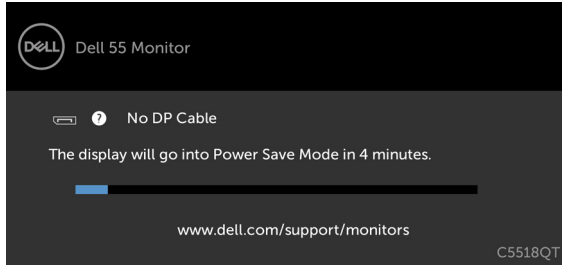 DELL Dell 55 Monitor
? No DP Cable
The display will go into Power Save Mode in 4 minutes.
www.dell.com/support/monitors
C5518QT